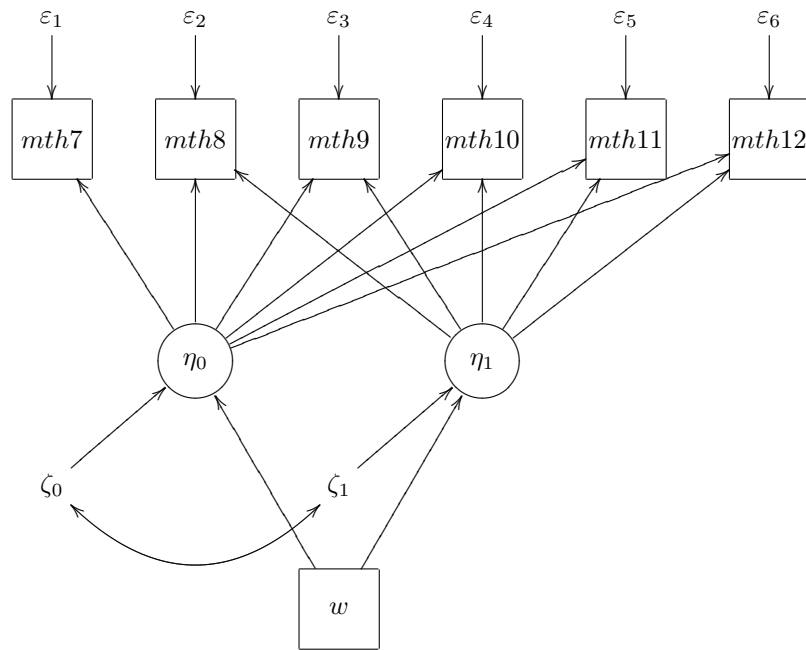 ε₁ ε₂ ε₃ ε₄ ε₅ ε₆
mth7 mth8 mth9 mth10 mth11 mth12
η₀ η₁
ζ₀ ζ₁
w